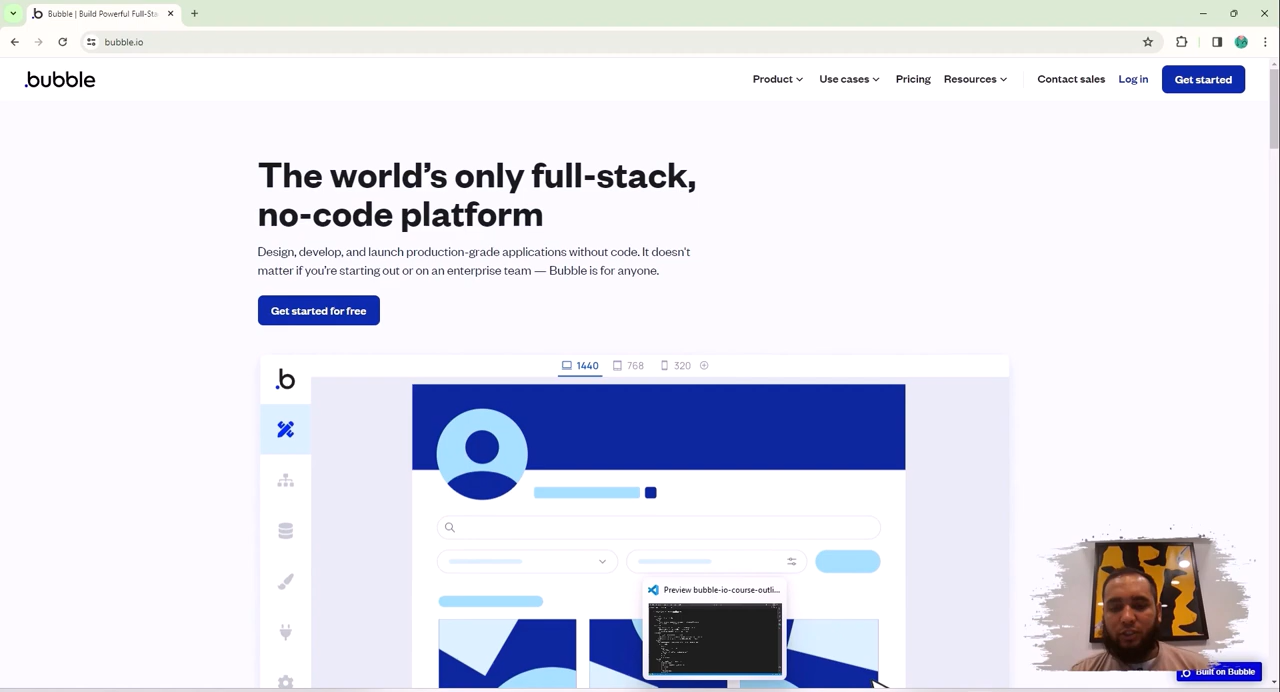 Bubble | Build Powerful Full-Sta
bubble.io
.bubble
Product
Use cases
Pricing
Resources
Contact sales
Log in
Get started
The world's only full-stack,
no-code platform
Design, develop, and launch production-grade applications without code. It doesn't
matter if you're starting out or on an enterprise team — Bubble is for anyone.
Get started for free
1440
768
320
.b
Preview bubble-io-course-outli...
Built on Bubble